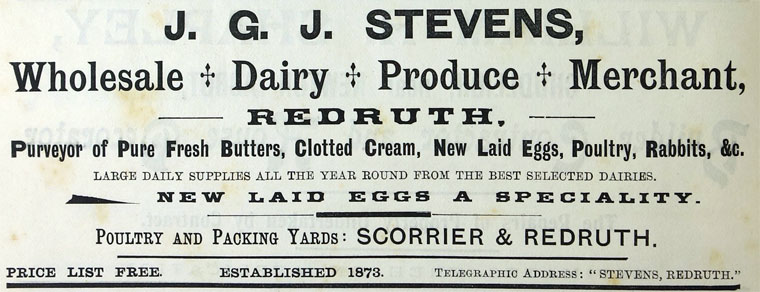 J. G. J. STEVENS,
Wholesale ✣ Dairy ✣ Produce ✣ Merchant,
REDRUTH,
Purveyor of Pure Fresh Butters, Clotted Cream, New Laid Eggs, Poultry, Rabbits, &c.
LARGE DAILY SUPPLIES ALL THE YEAR ROUND FROM THE BEST SELECTED DAIRIES.
NEW LAID EGGS A SPECIALITY.
POULTRY AND PACKING YARDS: SCORRIER & REDRUTH.
PRICE LIST FREE. ESTABLISHED 1873. TELEGRAPHIC ADDRESS: "STEVENS, REDRUTH."